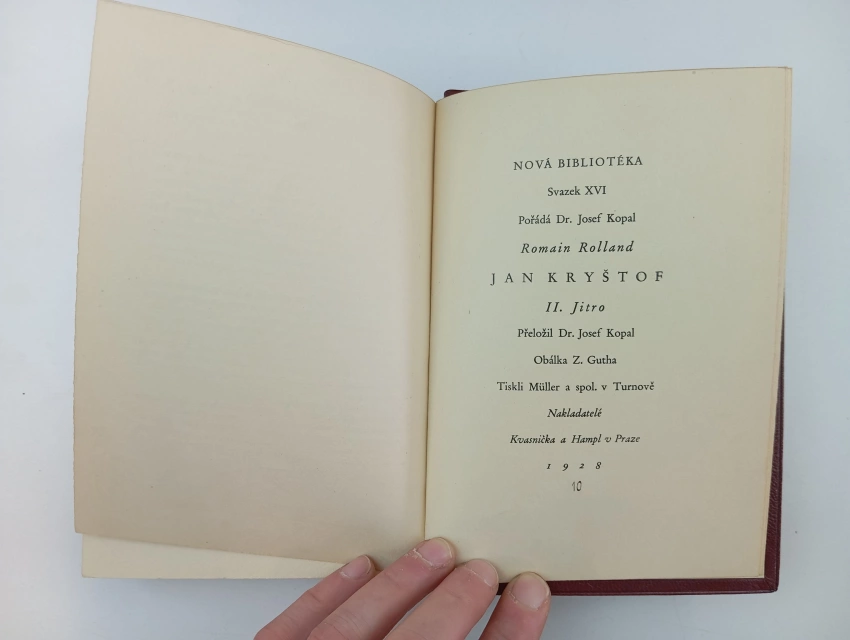 NOVÁ BIBLIOTÉKA
Svazek XVI
Pořádá Dr. Josef Kopal
Romain Rolland
JAN KRYŠTOF
II. Jitro
Přeložil Dr. Josef Kopal
Obálka Z. Gutha
Tiskli Müller a spol. v Turnově
Nakladatelé
Kvasnička a Hampl v Praze
1928
10